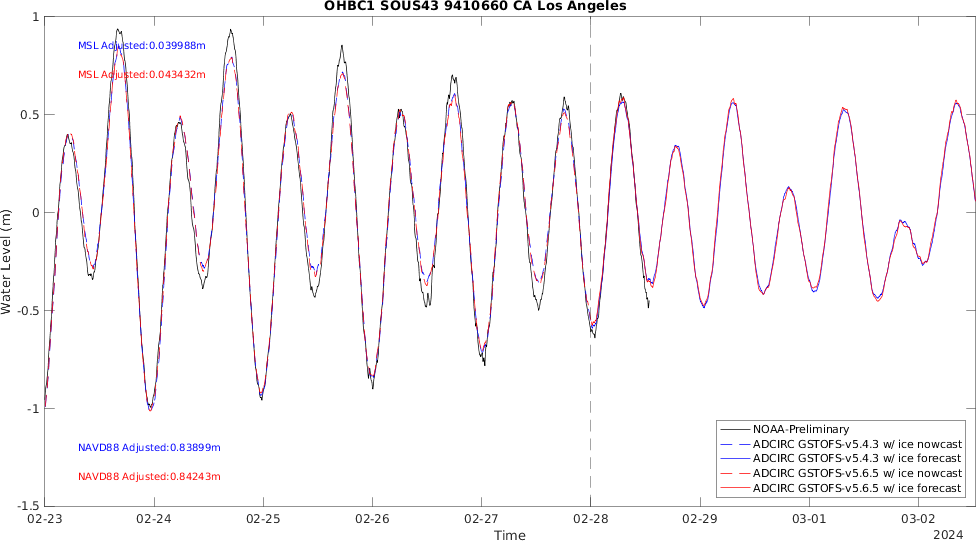 OHBC1 SOUS43 9410660 CA Los Angeles
MSL Adjusted:0.039988m
MSL Adjusted:0.043432m
NAVD88 Adjusted:0.83899m
NAVD88 Adjusted:0.84243m
Water Level (m)
1
0.5
0
-0.5
-1
-1.5
NOAA-Preliminary
ADCIRC GSTOFS-v5.4.3 w/ ice nowcast
ADCIRC GSTOFS-v5.4.3 w/ ice forecast
ADCIRC GSTOFS-v5.6.5 w/ ice nowcast
ADCIRC GSTOFS-v5.6.5 w/ ice forecast
02-23 02-24 02-25 02-26 02-27 02-28 02-29 03-01 03-02
Time
2024